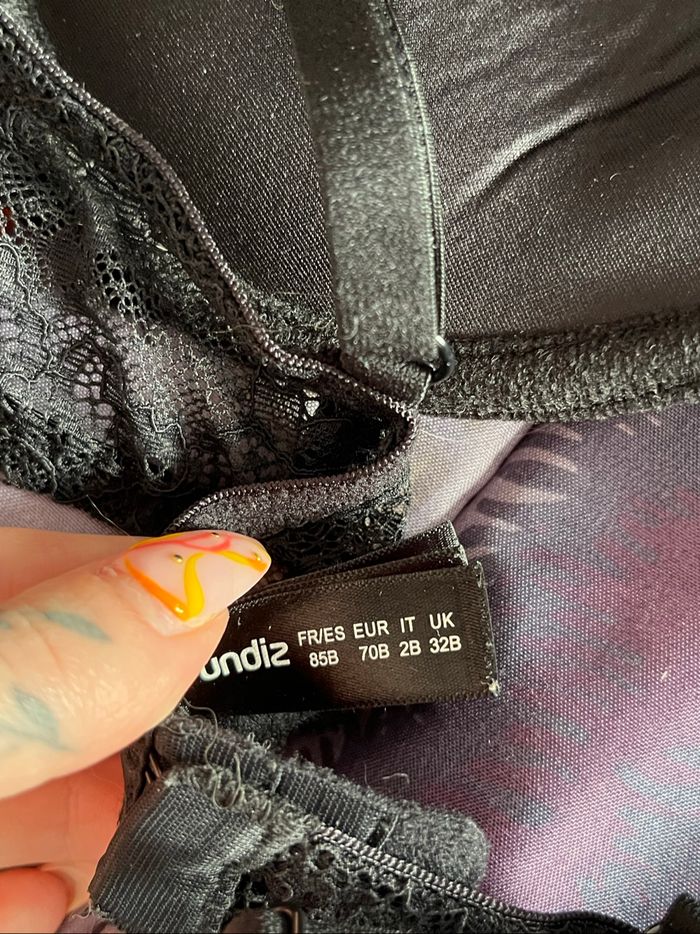 undiz FR/ES EUR IT UK
85B 70B 2B 32B